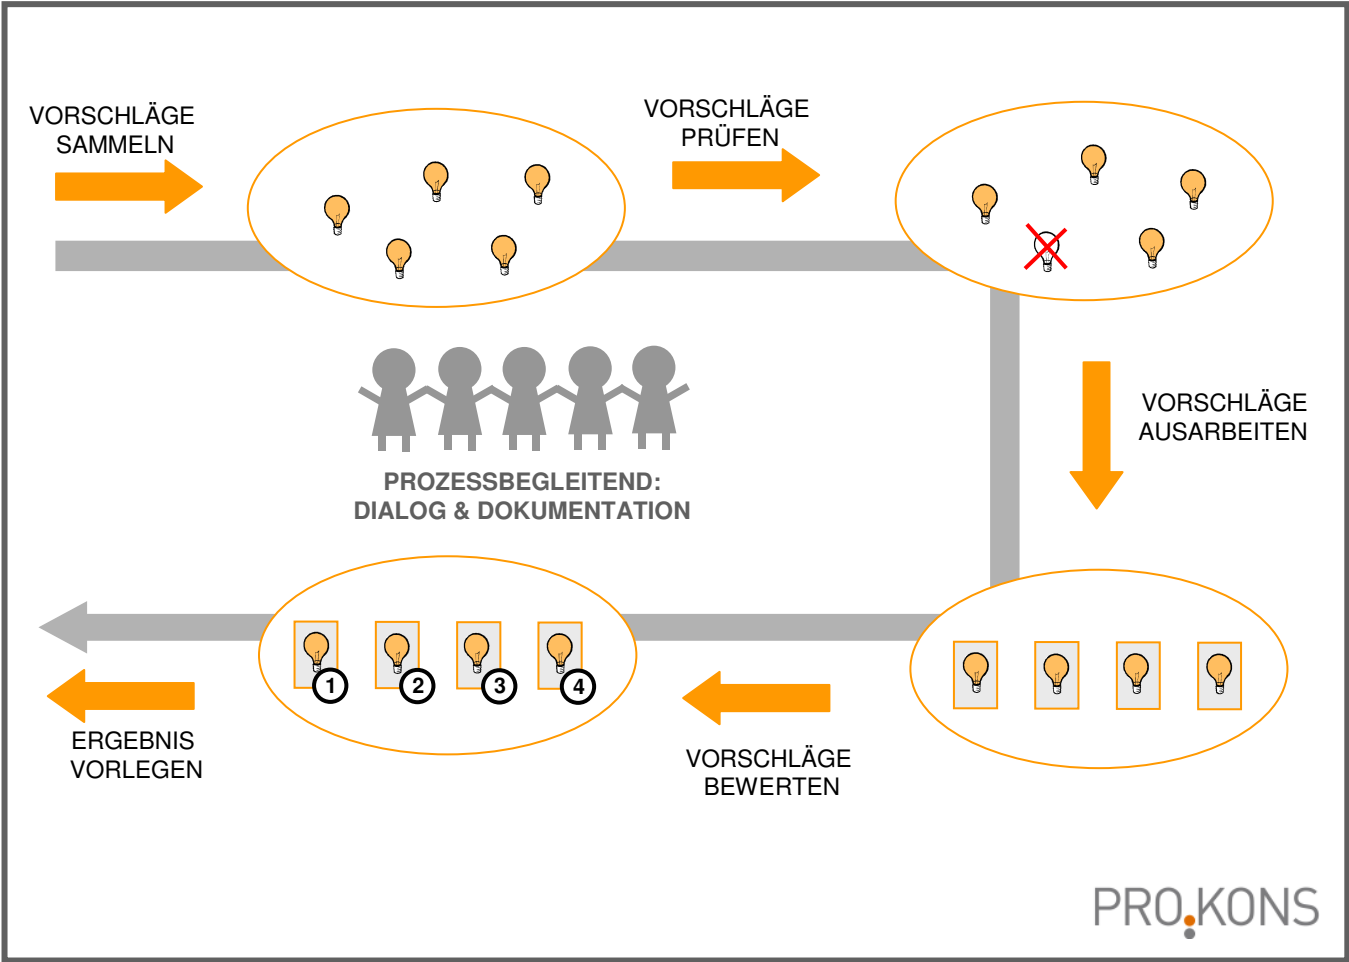 VORSCHLÄGE
SAMMELN
VORSCHLÄGE
PRÜFEN
VORSCHLÄGE
AUSARBEITEN
PROZESSBEGLEITEND:
DIALOG & DOKUMENTATION
1
2
3
4
VORSCHLÄGE
BEWERTEN
ERGEBNIS
VORLEGEN
PRO KONS